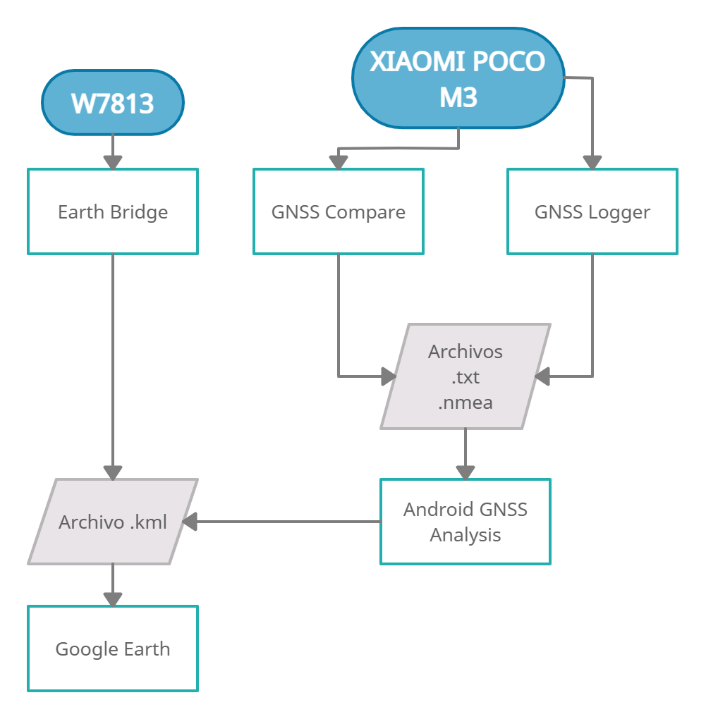 XIAOMI POCO
M3
W7813
Earth Bridge
GNSS Compare
GNSS Logger
Archivos
.txt
.nmea
Android GNSS
Analysis
Archivo .kml
Google Earth